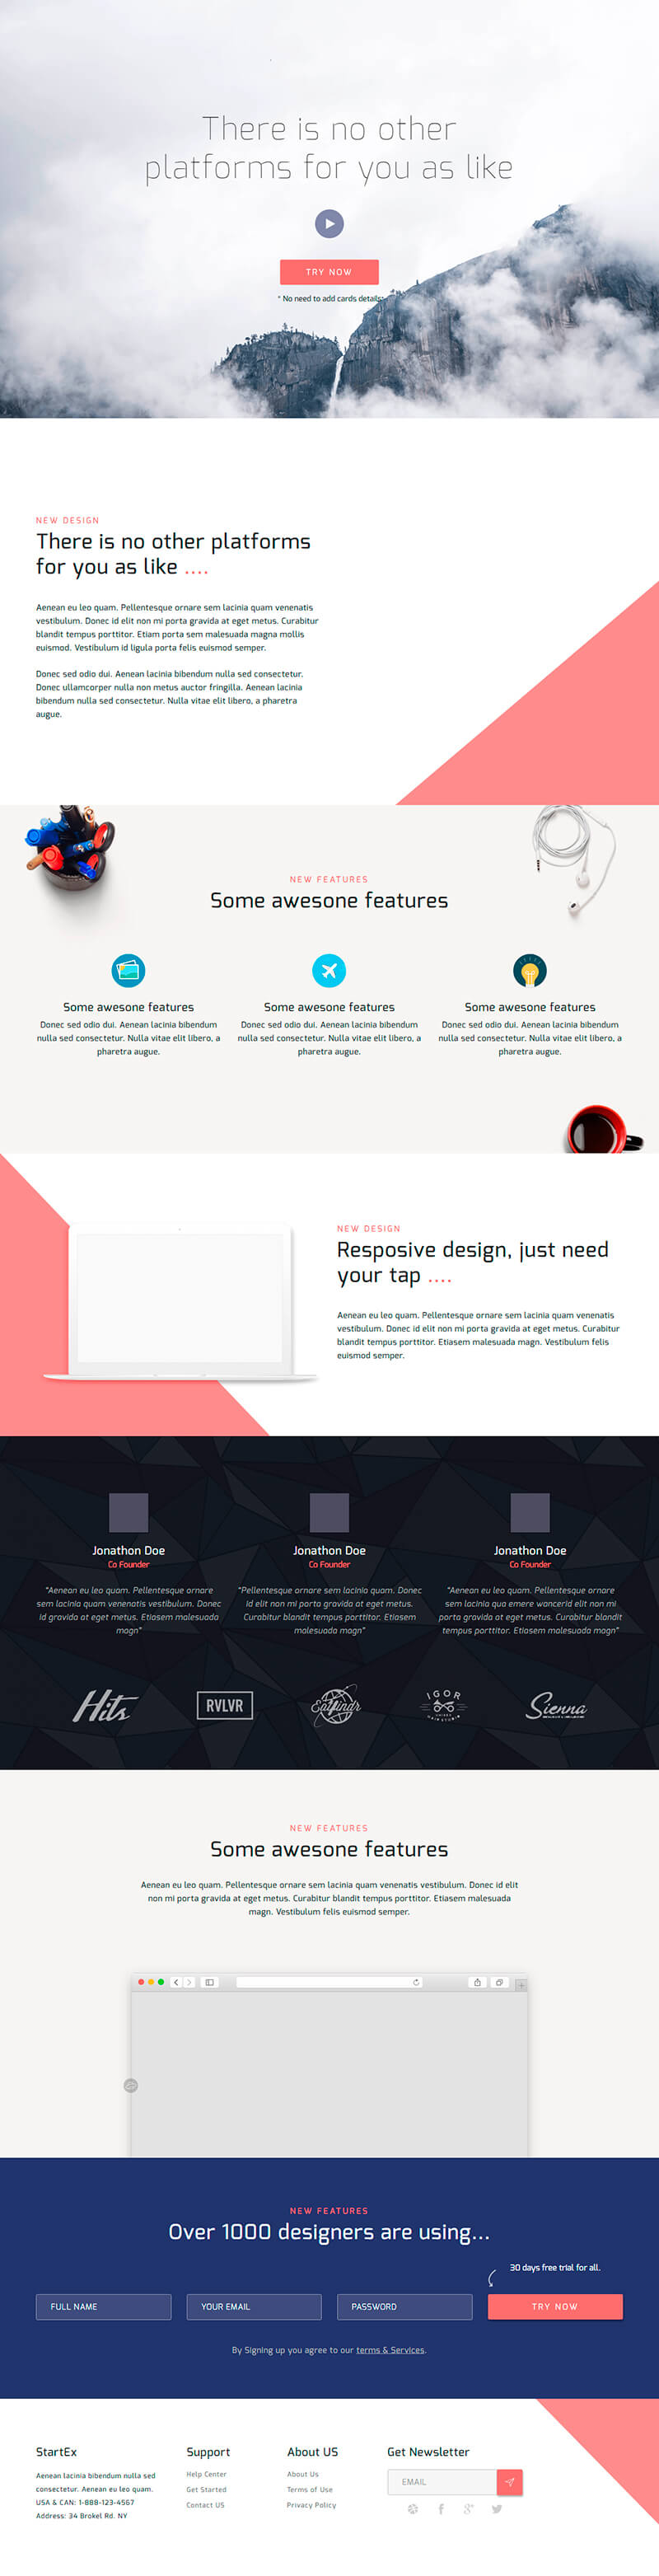 There is no other
platforms for you as like
TRY NOW
* No need to add cards details.
NEW DESIGN
There is no other platforms
for you as like ....
Aenean eu leo quam. Pellentesque ornare sem lacinia quam venenatis
vestibulum. Donec id elit non mi porta gravida at eget metus. Curabitur
blandit tempus porttitor. Etiam porta sem malesuada magna mollis
euismod. Vestibulum id ligula porta felis euismod semper.
Donec sed odio dui. Aenean lacinia bibendum nulla sed consectetur.
Donec ullamcorper nulla non metus auctor fringilla. Aenean lacinia
bibendum nulla sed consectetur. Nulla vitae elit libero, a pharetra
augue.
NEW FEATURES
Some awesone features
Some awesone features
Donec sed odio dui. Aenean lacinia bibendum
nulla sed consectetur. Nulla vitae elit libero, a
pharetra augue.
Some awesone features
Donec sed odio dui. Aenean lacinia bibendum
nulla sed consectetur. Nulla vitae elit libero, a
pharetra augue.
Some awesone features
Donec sed odio dui. Aenean lacinia bibendum
nulla sed consectetur. Nulla vitae elit libero, a
pharetra augue.
NEW DESIGN
Resposive design, just need
your tap ....
Aenean eu leo quam. Pellentesque ornare sem lacinia quam venenatis
vestibulum. Donec id elit non mi porta gravida at eget metus. Curabitur
blandit tempus porttitor. Etiasem malesuada magn. Vestibulum felis
euismod semper.
Jonathon Doe
Co Founder
"Aenean eu leo quam. Pellentesque ornare
sem lacinia quam venenatis vestibulum. Donec
id gravida at eget metus. Etiasem malesuada
magn"
Jonathon Doe
Co Founder
"Pellentesque ornare sem lacinia quam. Donec
id elit non mi porta gravida at eget metus.
Curabitur blandit tempus porttitor. Etiasem
malesuada magn"
Jonathon Doe
Co Founder
"Aenean eu leo quam. Pellentesque ornare
sem lacinia qua emere wancerid elit non mi
porta gravida at eget metus. Curabitur blandit
tempus porttitor. Etiasem malesuada magn"
Hits
RVLVR
IGOR
Sienna
NEW FEATURES
Some awesone features
Aenean eu leo quam. Pellentesque ornare sem lacinia quam venenatis vestibulum. Donec id elit
non mi porta gravida at eget metus. Curabitur blandit tempus porttitor. Etiasem malesuada
magn. Vestibulum felis euismod semper.
NEW FEATURES
Over 1000 designers are using...
30 days free trial for all.
FULL NAME
YOUR EMAIL
PASSWORD
TRY NOW
By Signing up you agree to our terms & Services.
StartEx
Aenean lacinia bibendum nulla sed
consectetur. Aenean eu leo quam.
USA & CAN: 1-888-123-4567
Address: 34 Brokel Rd. NY
Support
Help Center
Get Started
Contact US
About US
About Us
Terms of Use
Privacy Policy
Get Newsletter
EMAIL